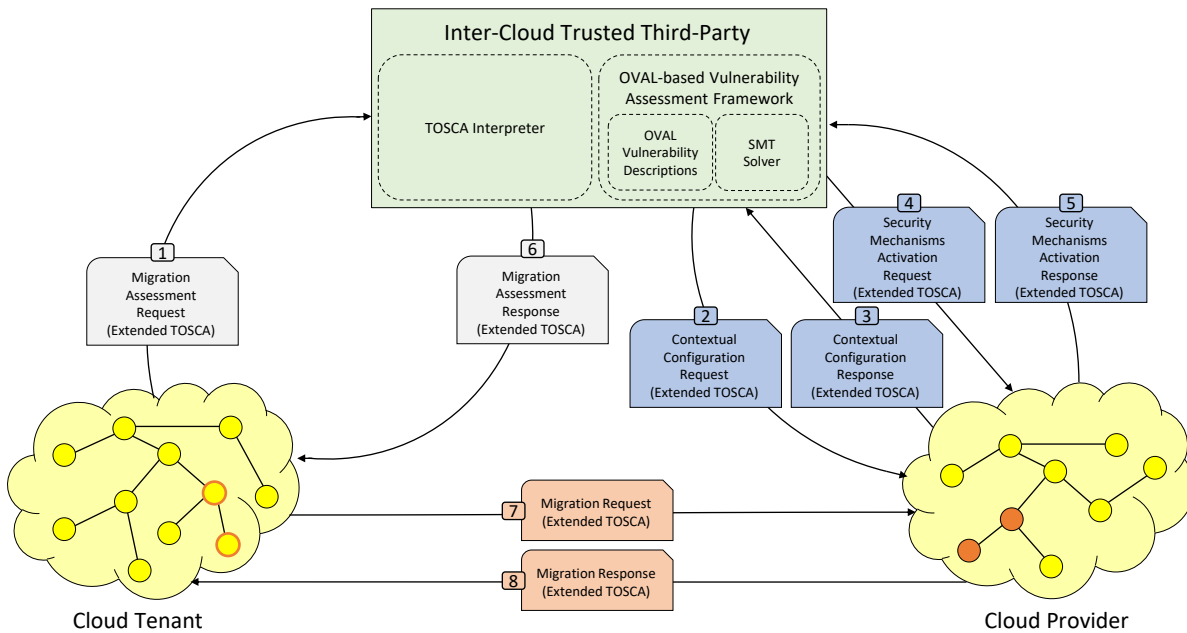 Inter-Cloud Trusted Third-Party
TOSCA Interpreter
OVAL-based Vulnerability
Assessment Framework
OVAL
Vulnerability
Descriptions
SMT
Solver
1
Migration
Assessment
Request
(Extended TOSCA)
6
Migration
Assessment
Response
(Extended TOSCA)
2
Contextual
Configuration
Request
(Extended TOSCA)
3
Contextual
Configuration
Response
(Extended TOSCA)
4
Security
Mechanisms
Activation
Request
(Extended TOSCA)
5
Security
Mechanisms
Activation
Response
(Extended TOSCA)
7
Migration Request
(Extended TOSCA)
8
Migration Response
(Extended TOSCA)
Cloud Tenant
Cloud Provider